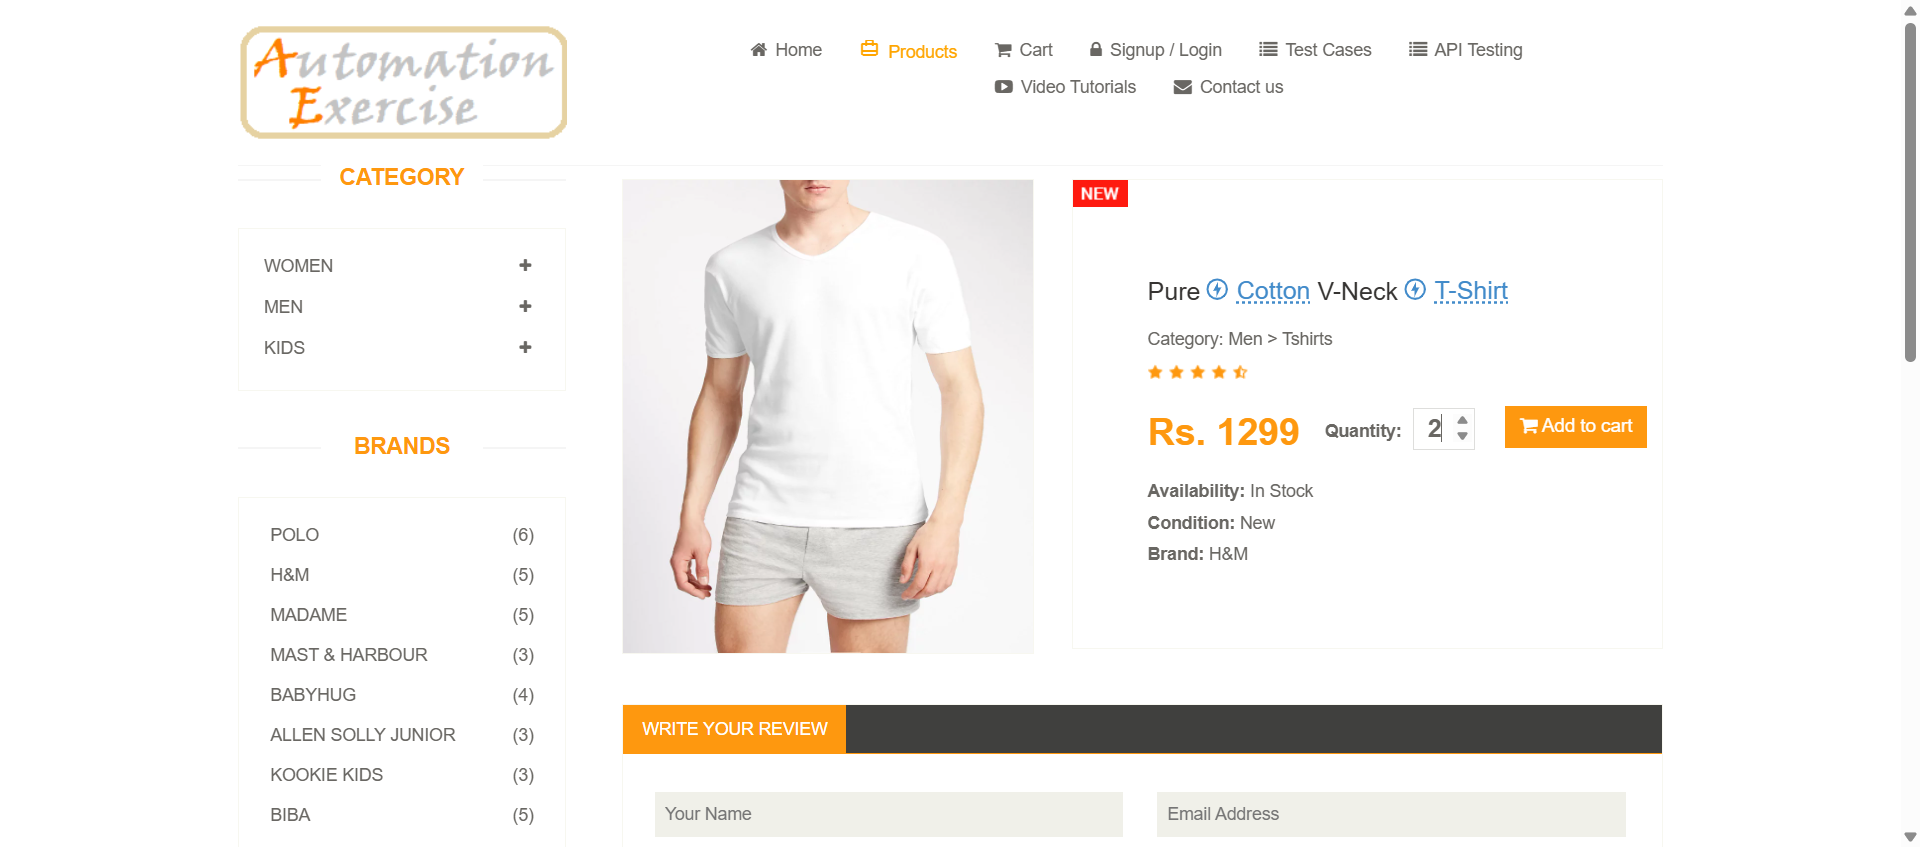 Automation
Exercise
Home
Products
Cart
Signup / Login
Test Cases
API Testing
Video Tutorials
Contact us
CATEGORY
WOMEN
MEN
KIDS
BRANDS
POLO (6)
H&M (5)
MADAME (5)
MAST & HARBOUR (3)
BABYHUG (4)
ALLEN SOLLY JUNIOR (3)
KOOKIE KIDS (3)
BIBA (5)
NEW
Pure Cotton V-Neck T-Shirt
Category: Men > Tshirts
Rs. 1299 Quantity: 2 Add to cart
Availability: In Stock
Condition: New
Brand: H&M
WRITE YOUR REVIEW
Your Name
Email Address